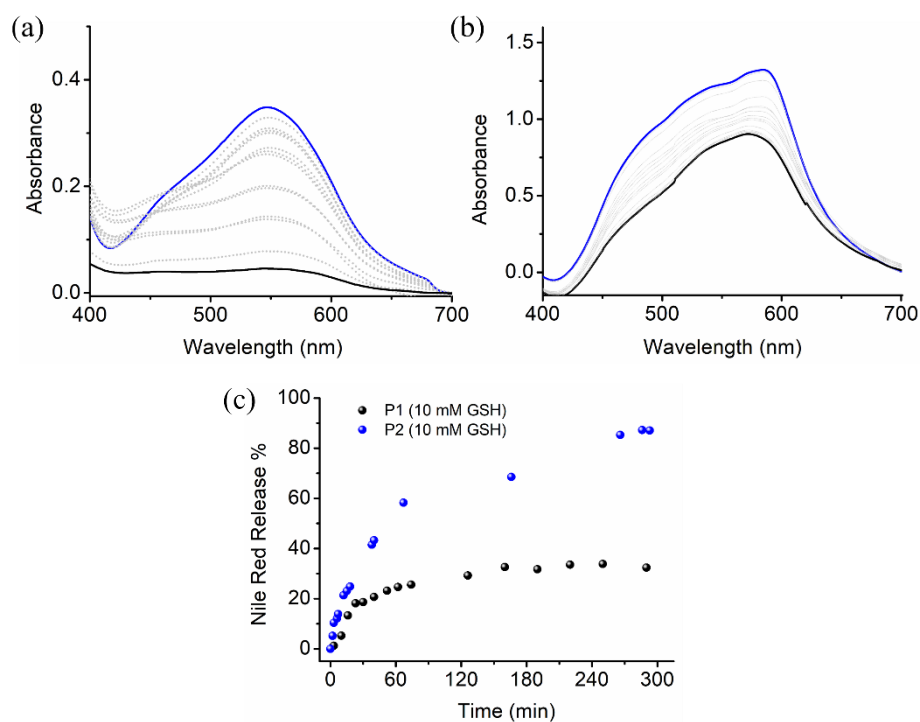 (a)
0.4
0.2
0.0
Absorbance
400 500 600 700
Wavelength (nm)
(b)
1.5
1.0
0.5
0.0
Absorbance
400 500 600 700
Wavelength (nm)
(c)
100
80
60
40
20
0
Nile Red Release %
P1 (10 mM GSH)
P2 (10 mM GSH)
0 60 120 180 240 300
Time (min)